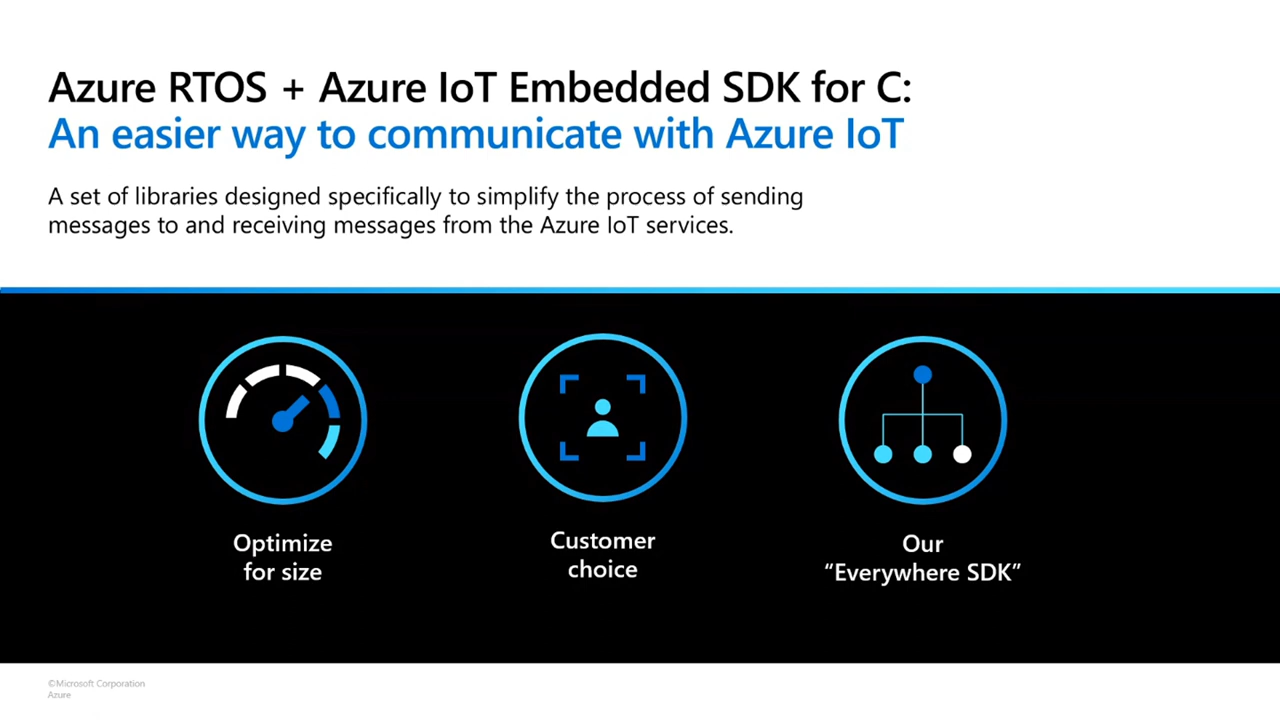 Azure RTOS + Azure IoT Embedded SDK for C:
An easier way to communicate with Azure IoT
A set of libraries designed specifically to simplify the process of sending
messages to and receiving messages from the Azure IoT services.
Optimize
for size
Customer
choice
Our
“Everywhere SDK”
©Microsoft Corporation
Azure